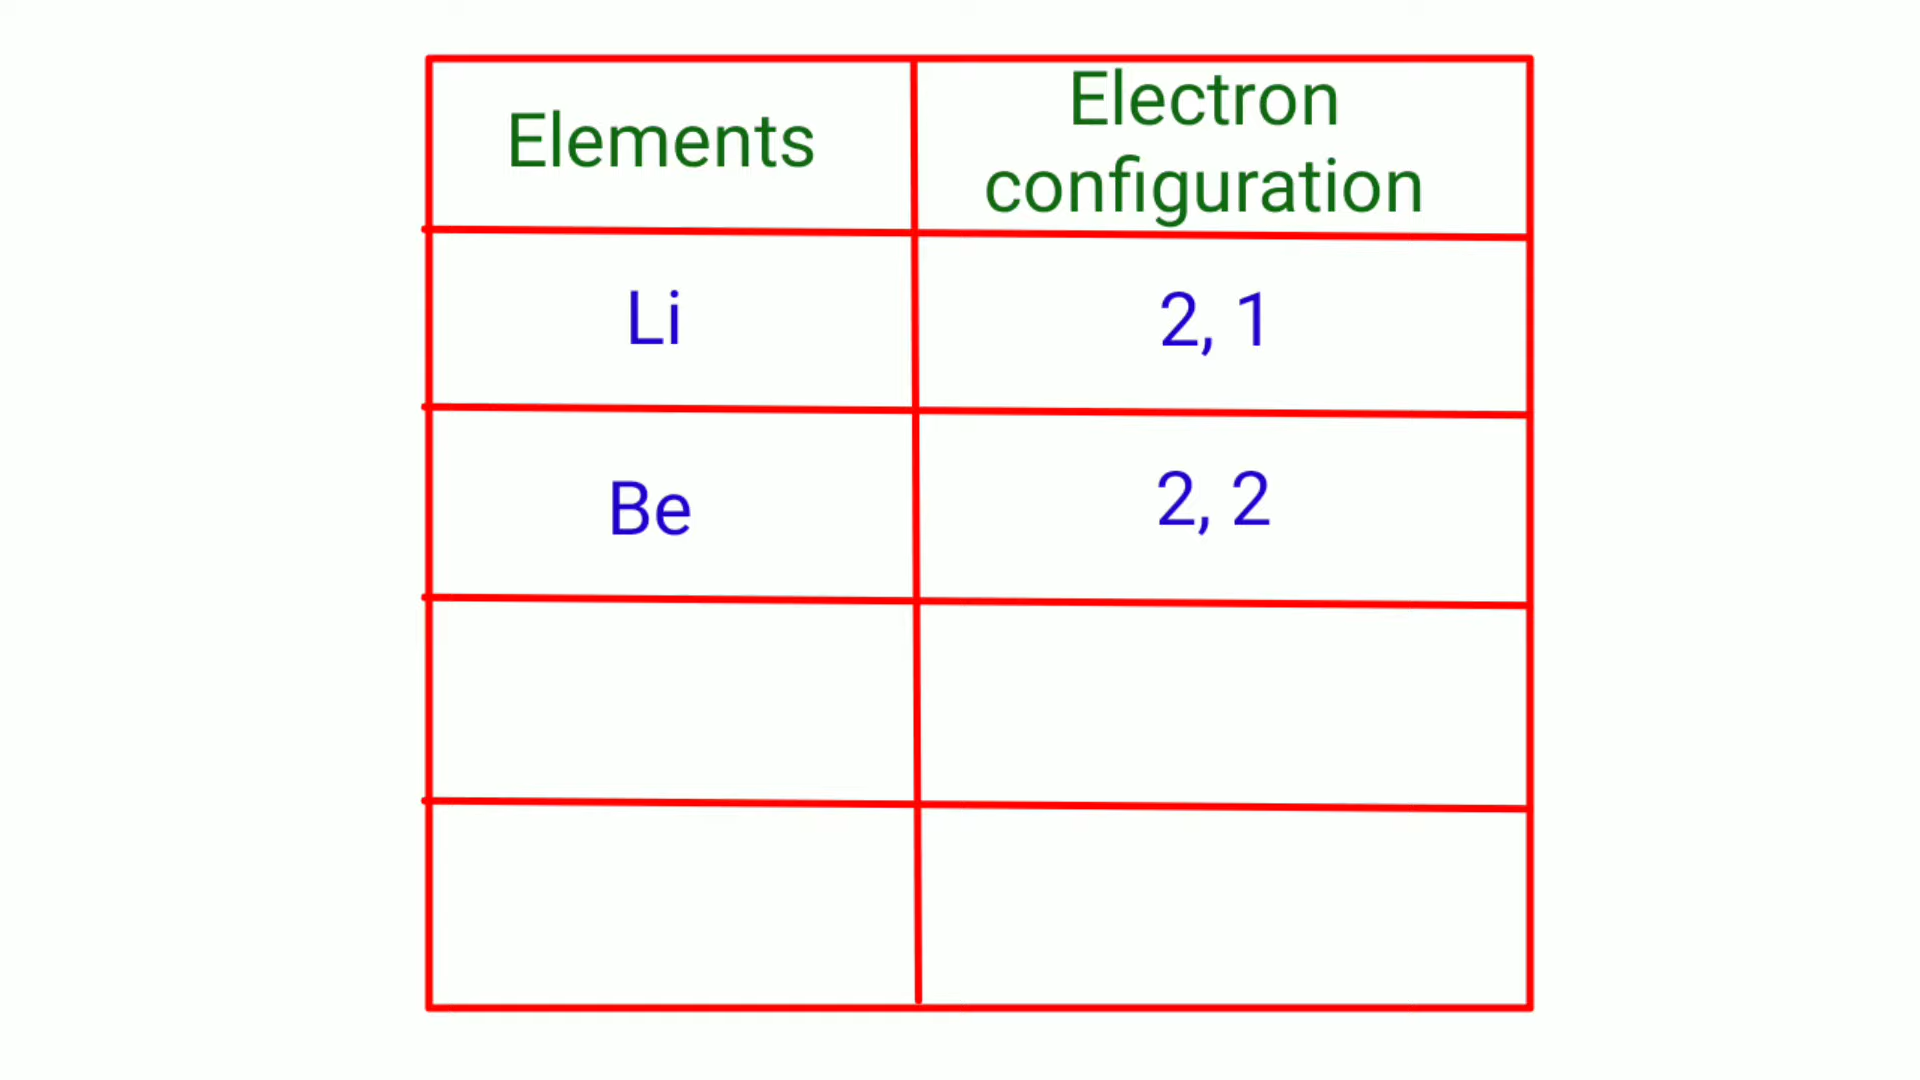 Elements
Electron
configuration
Li
2, 1
Be
2, 2